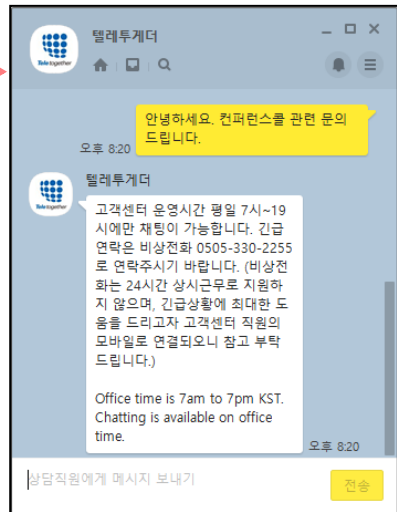 텔레투게더
Teletogether
안녕하세요. 컨퍼런스콜 관련 문의
드립니다.
오후 8:20
텔레투게더
Teletogether
고객센터 운영시간 평일 7시~19
시에만 채팅이 가능합니다. 긴급
연락은 비상전화 0505-330-2255
로 연락주시기 바랍니다. (비상전
화는 24시간 상시근무로 지원하
지 않으며, 긴급상황에 최대한 도
움을 드리고자 고객센터 직원의
모바일로 연결되오니 참고 부탁
드립니다.)
Office time is 7am to 7pm KST.
Chatting is available on office
time.
오후 8:20
상담직원에게 메시지 보내기
전송